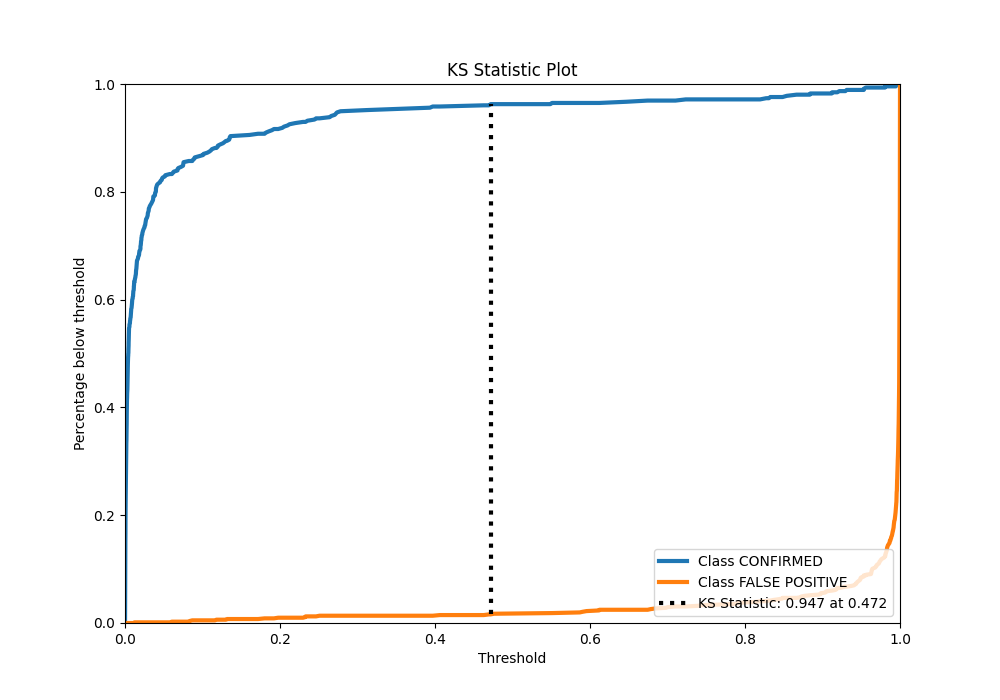 KS Statistic Plot
1.0
0.8
0.6
0.4
0.2
0.0
Percentage below threshold
0.0 0.2 0.4 0.6 0.8 1.0
Threshold
Class CONFIRMED
Class FALSE POSITIVE
KS Statistic: 0.947 at 0.472